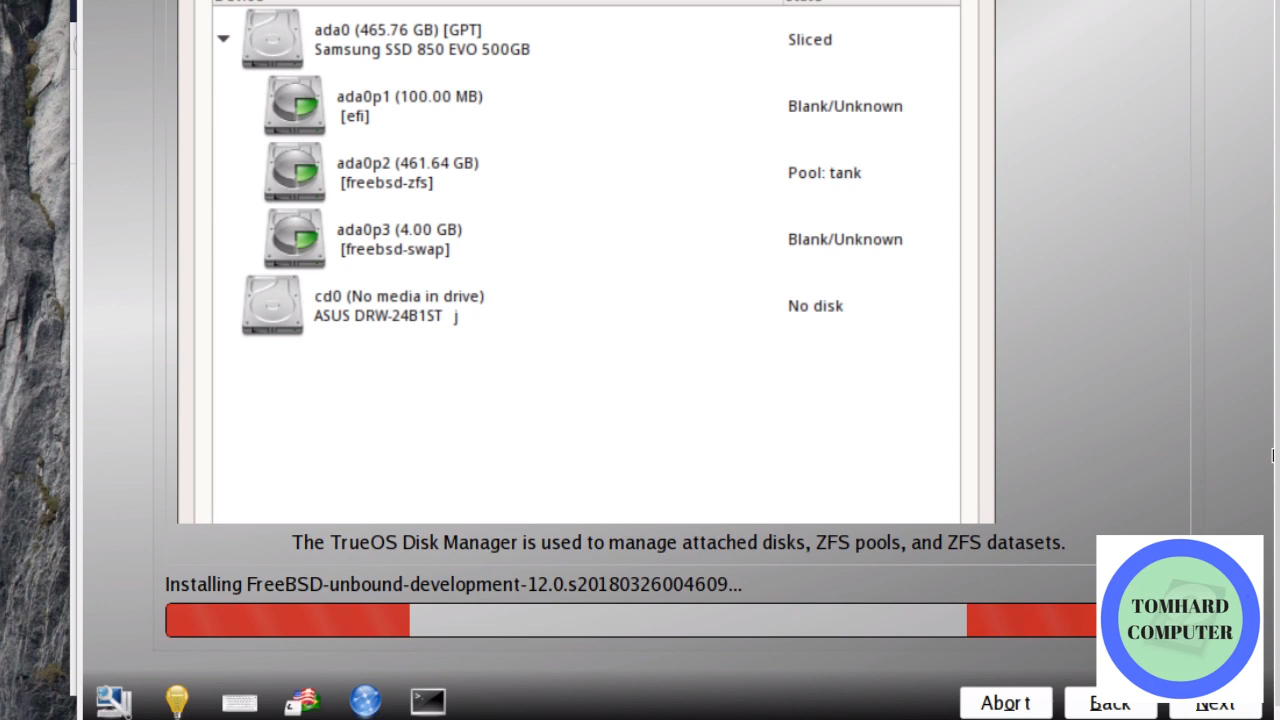 ada0 (465.76 GB) [GPT]
Samsung SSD 850 EVO 500GB
Sliced
ada0p1 (100.00 MB)
[efi]
Blank/Unknown
ada0p2 (461.64 GB)
[freebsd-zfs]
Pool: tank
ada0p3 (4.00 GB)
[freebsd-swap]
Blank/Unknown
cd0 (No media in drive)
ASUS DRW-24B1ST j
No disk
The TrueOS Disk Manager is used to manage attached disks, ZFS pools, and ZFS datasets.
Installing FreeBSD-unbound-development-12.0.s20180326004609...
TOMHARD
COMPUTER
Abort
Back
Next